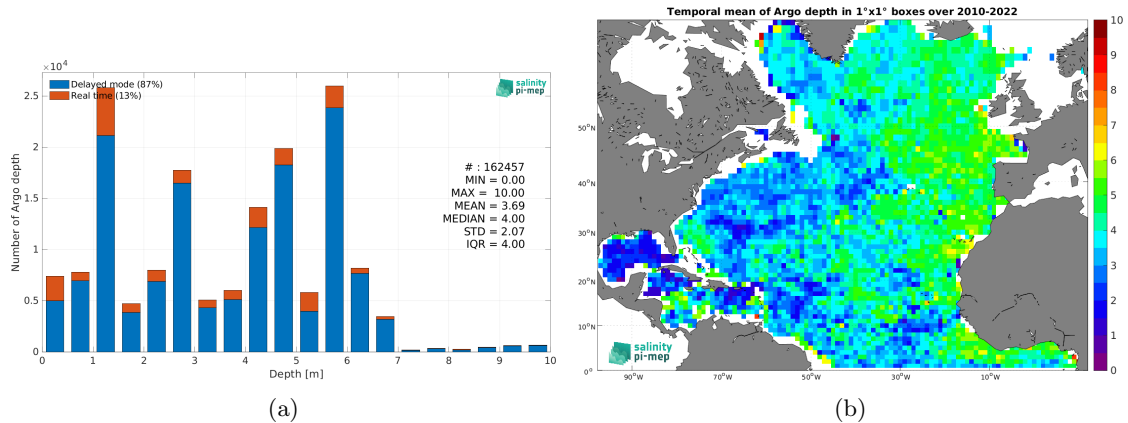 ×10⁴
Delayed mode (87%)
Real time (13%)
salinity
pi-mep
2.5
2
1.5
1
0.5
0
Number of Argo depth
# : 162457
MIN = 0.00
MAX = 10.00
MEAN = 3.69
MEDIAN = 4.00
STD = 2.07
IQR = 4.00
0 1 2 3 4 5 6 7 8 9 10
Depth [m]
(a)
Temporal mean of Argo depth in 1°x1° boxes over 2010-2022
50°N
40°N
30°N
20°N
10°N
0°
90°W 70°W 50°W 30°W 10°W
salinity
pi-mep
10
9
8
7
6
5
4
3
2
1
0
(b)